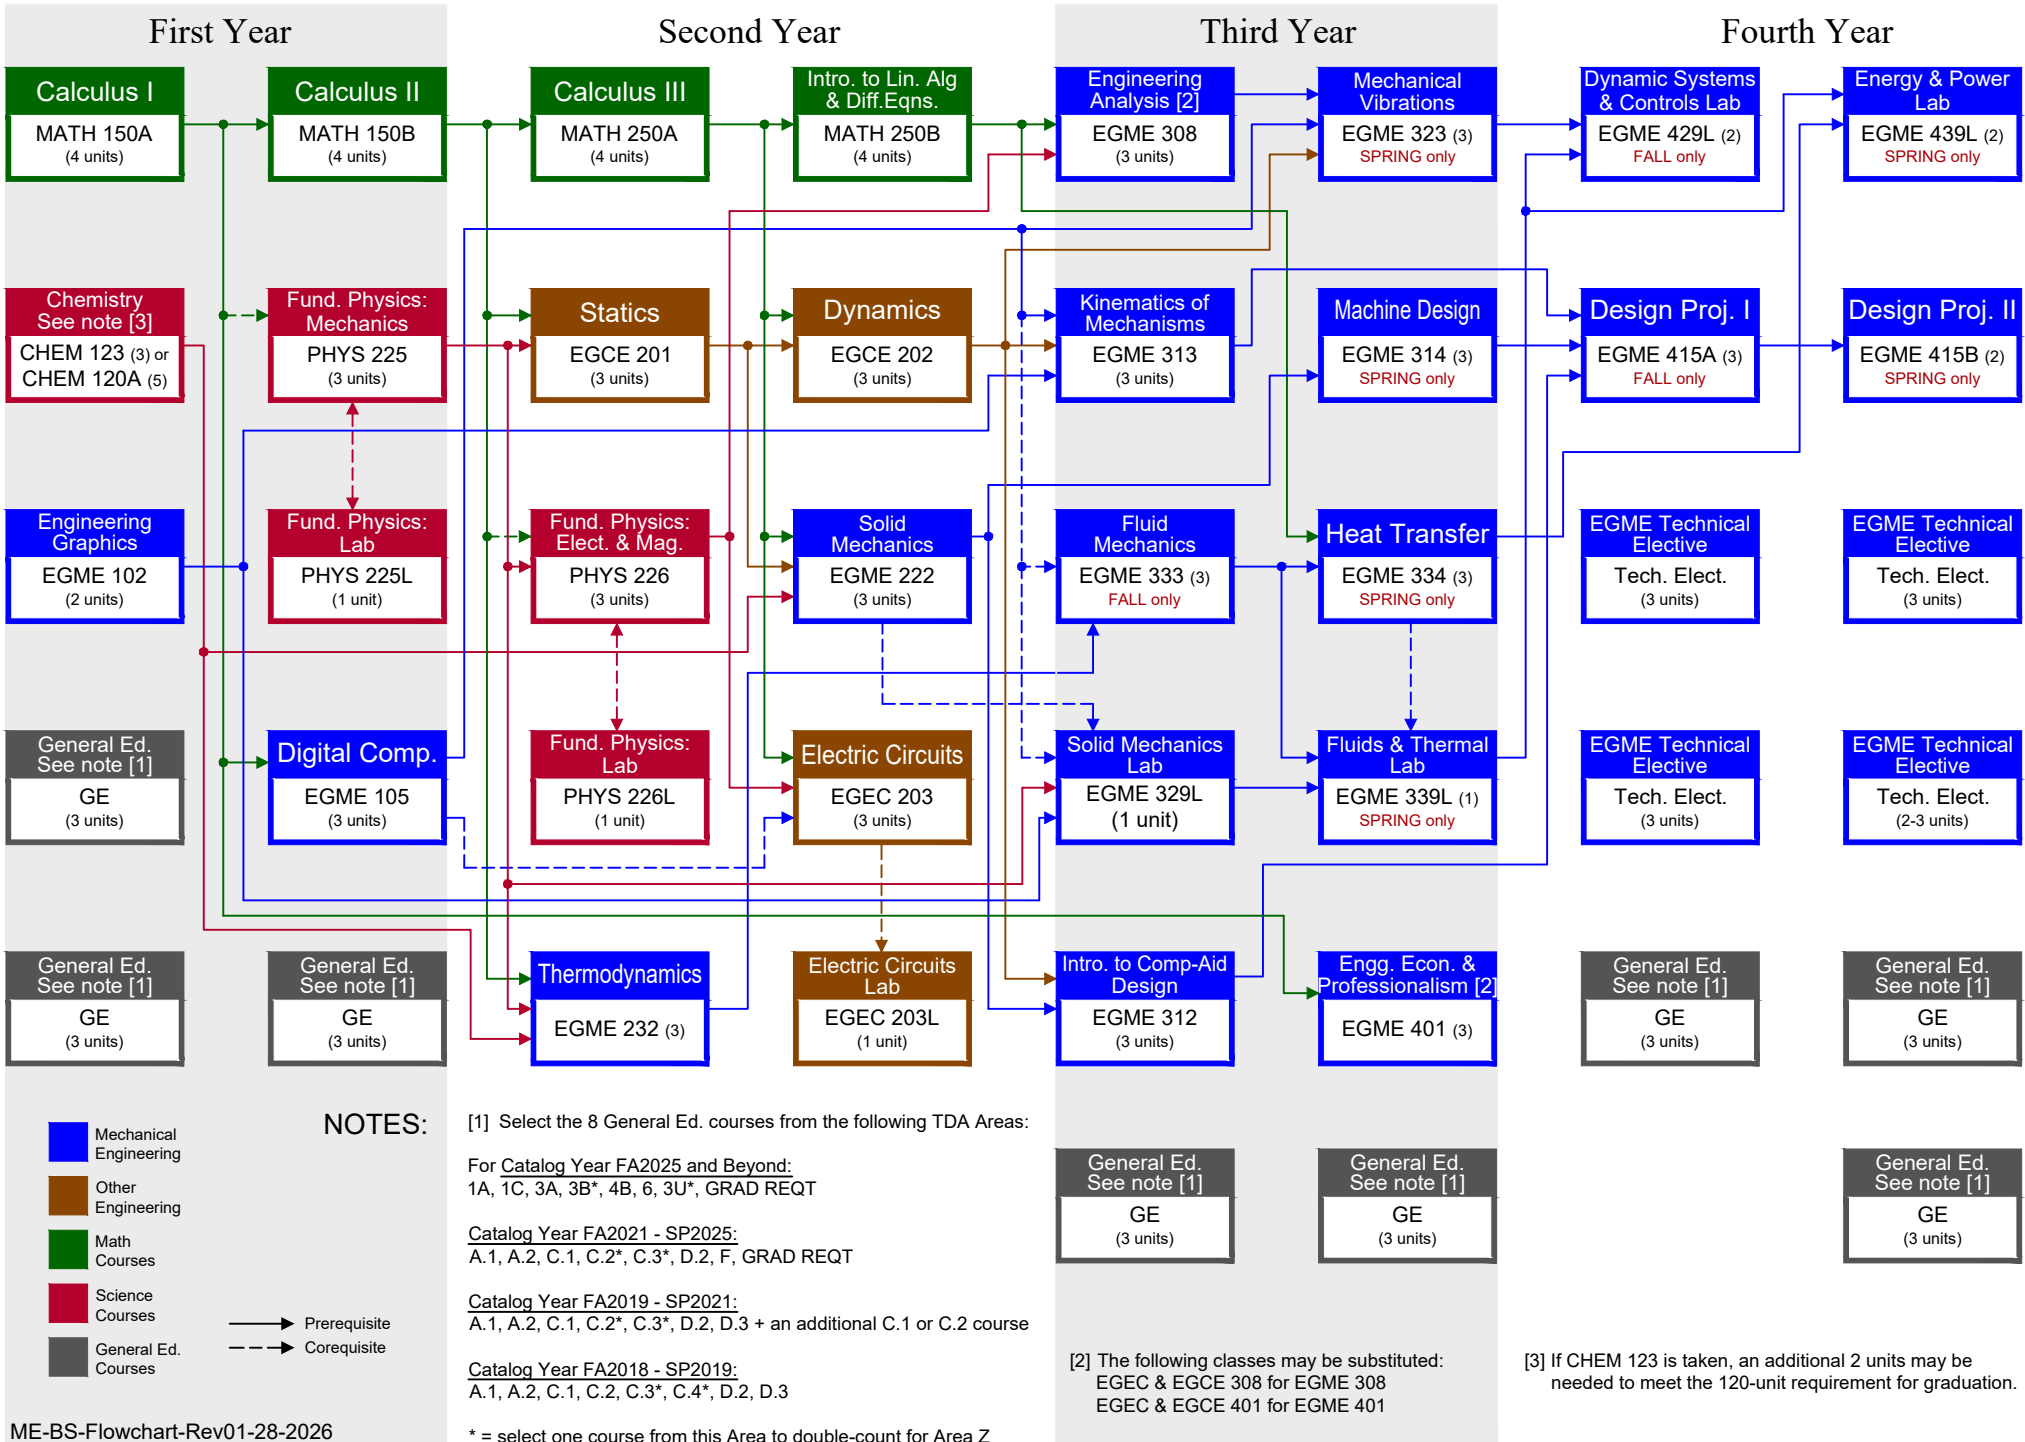 First Year
Second Year
Third Year
Fourth Year
Calculus I
MATH 150A
(4 units)
Calculus II
MATH 150B
(4 units)
Calculus III
MATH 250A
(4 units)
Intro. to Lin. Alg
& Diff.Eqns.
MATH 250B
(4 units)
Engineering
Analysis [2]
EGME 308
(3 units)
Mechanical
Vibrations
EGME 323 (3)
SPRING only
Dynamic Systems
& Controls Lab
EGME 429L (2)
FALL only
Energy & Power
Lab
EGME 439L (2)
SPRING only
Chemistry
See note [3]
CHEM 123 (3) or
CHEM 120A (5)
Fund. Physics:
Mechanics
PHYS 225
(3 units)
Statics
EGCE 201
(3 units)
Dynamics
EGCE 202
(3 units)
Kinematics of
Mechanisms
EGME 313
(3 units)
Machine Design
EGME 314 (3)
SPRING only
Design Proj. I
EGME 415A (3)
FALL only
Design Proj. II
EGME 415B (2)
SPRING only
Engineering
Graphics
EGME 102
(2 units)
Fund. Physics:
Lab
PHYS 225L
(1 unit)
Fund. Physics:
Elect. & Mag.
PHYS 226
(3 units)
Solid
Mechanics
EGME 222
(3 units)
Fluid
Mechanics
EGME 333 (3)
FALL only
Heat Transfer
EGME 334 (3)
SPRING only
EGME Technical
Elective
Tech. Elect.
(3 units)
EGME Technical
Elective
Tech. Elect.
(3 units)
General Ed.
See note [1]
GE
(3 units)
Digital Comp.
EGME 105
(3 units)
Fund. Physics:
Lab
PHYS 226L
(1 unit)
Electric Circuits
EGEC 203
(3 units)
Solid Mechanics
Lab
EGME 329L
(1 unit)
Fluids & Thermal
Lab
EGME 339L (1)
SPRING only
EGME Technical
Elective
Tech. Elect.
(3 units)
EGME Technical
Elective
Tech. Elect.
(2-3 units)
General Ed.
See note [1]
GE
(3 units)
General Ed.
See note [1]
GE
(3 units)
Thermodynamics
EGME 232 (3)
Electric Circuits
Lab
EGEC 203L
(1 unit)
Intro. to Comp-Aid
Design
EGME 312
(3 units)
Engg. Econ. &
Professionalism [2]
EGME 401 (3)
General Ed.
See note [1]
GE
(3 units)
General Ed.
See note [1]
GE
(3 units)
General Ed.
See note [1]
GE
(3 units)
General Ed.
See note [1]
GE
(3 units)
General Ed.
See note [1]
GE
(3 units)
Mechanical
Engineering
Other
Engineering
Math
Courses
Science
Courses
General Ed.
Courses
Prerequisite
Corequisite
NOTES:
[1] Select the 8 General Ed. courses from the following TDA Areas:
For Catalog Year FA2025 and Beyond:
1A, 1C, 3A, 3B*, 4B, 6, 3U*, GRAD REQT
Catalog Year FA2021 - SP2025:
A.1, A.2, C.1, C.2*, C.3*, D.2, F, GRAD REQT
Catalog Year FA2019 - SP2021:
A.1, A.2, C.1, C.2*, C.3*, D.2, D.3 + an additional C.1 or C.2 course
Catalog Year FA2018 - SP2019:
A.1, A.2, C.1, C.2, C.3*, C.4*, D.2, D.3
* = select one course from this Area to double-count for Area Z
[2] The following classes may be substituted:
EGEC & EGCE 308 for EGME 308
EGEC & EGCE 401 for EGME 401
[3] If CHEM 123 is taken, an additional 2 units may be
needed to meet the 120-unit requirement for graduation.
ME-BS-Flowchart-Rev01-28-2026